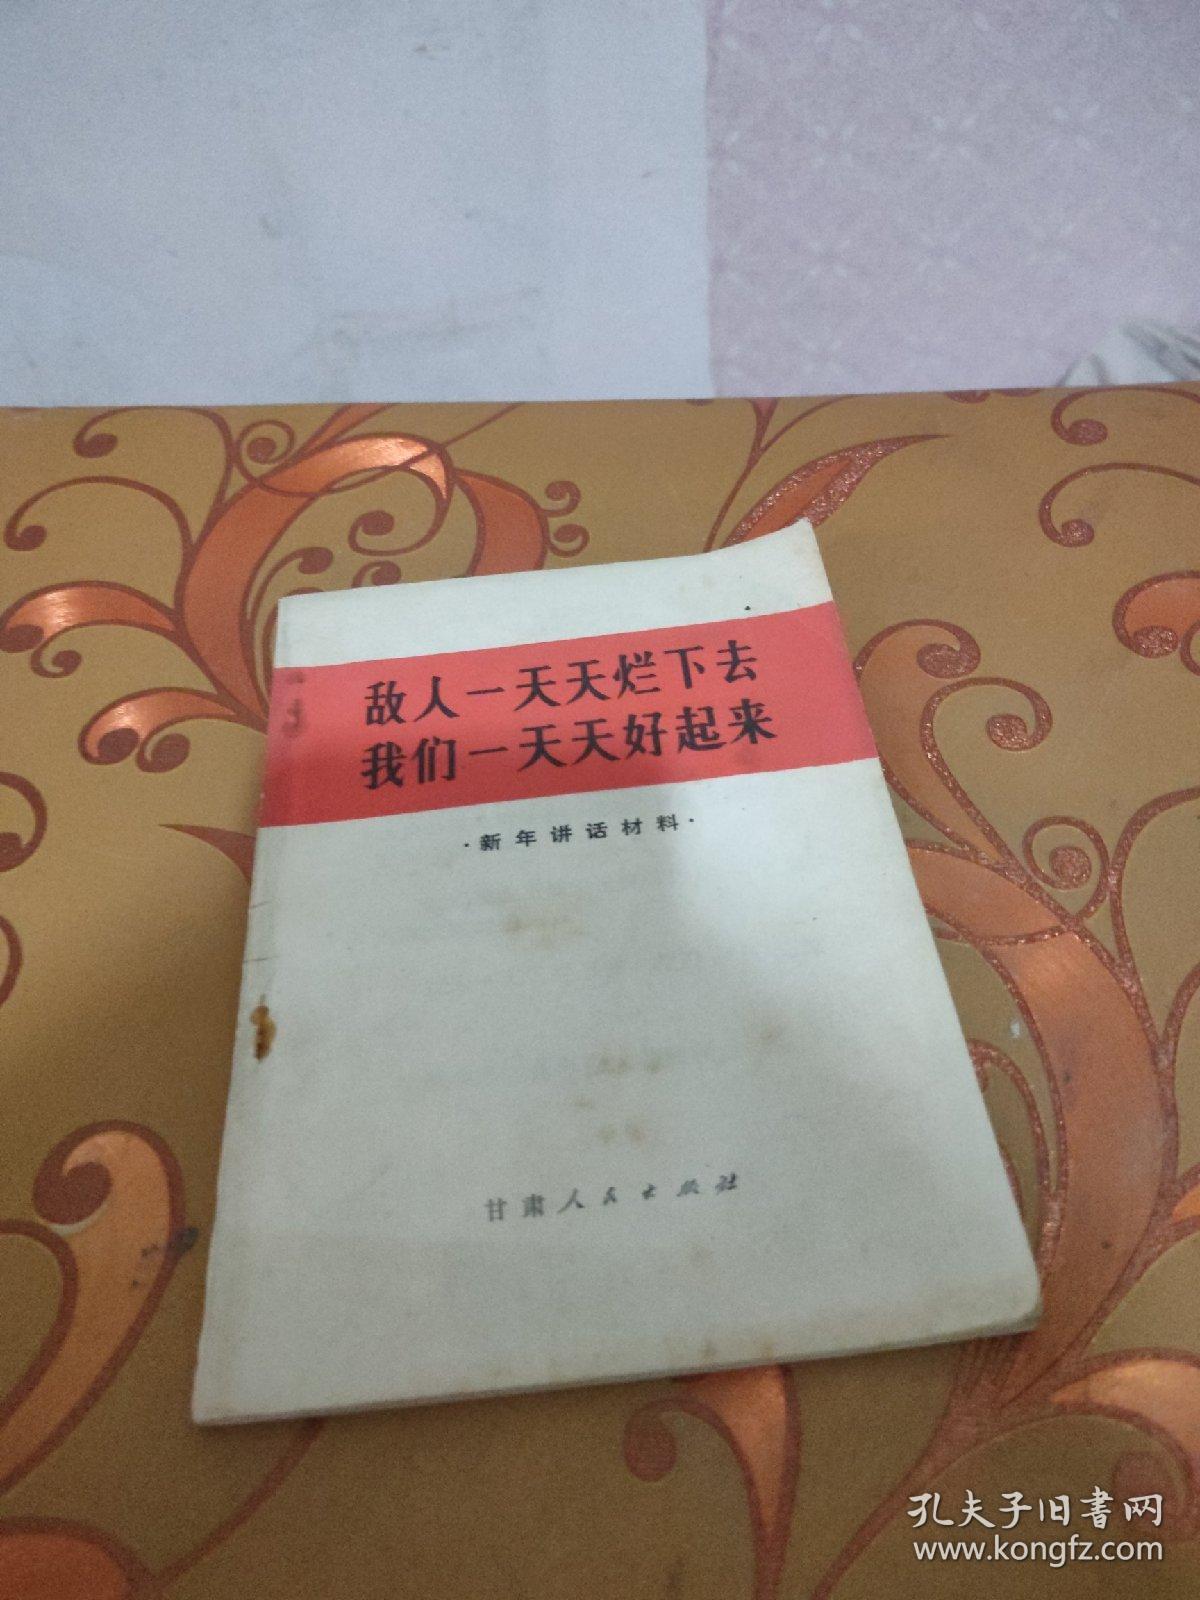 敌人一天天烂下去
我们一天天好起来
·新年讲话材料·
甘肃人民出版社
孔夫子旧書网
www.kongfz.com